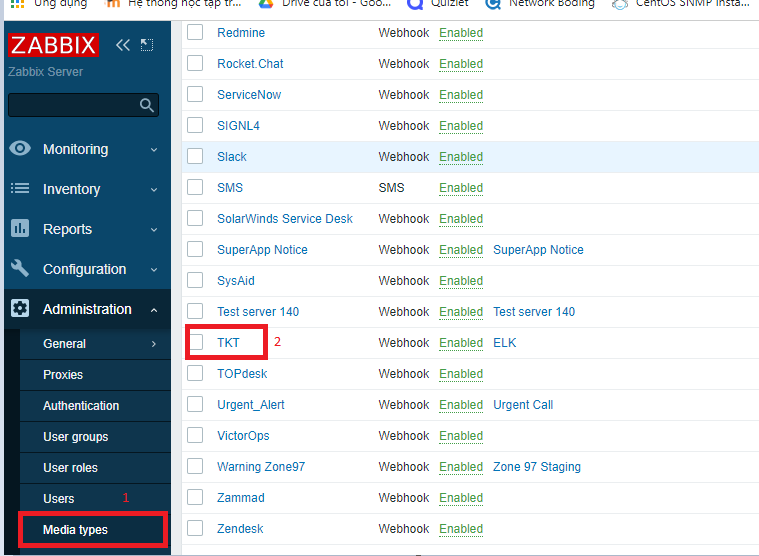 Ứng dụng Hệ thống học tập tr... Drive của tôi - Goo... Quizlet Network Boding CentOS SNMP Insta...
ZABBIX
Zabbix Server
Monitoring
Inventory
Reports
Configuration
Administration
General
Proxies
Authentication
User groups
User roles
Users 1
Media types
Redmine Webhook Enabled
Rocket.Chat Webhook Enabled
ServiceNow Webhook Enabled
SIGNL4 Webhook Enabled
Slack Webhook Enabled
SMS SMS Enabled
SolarWinds Service Desk Webhook Enabled
SuperApp Notice Webhook Enabled SuperApp Notice
SysAid Webhook Enabled
Test server 140 Webhook Enabled Test server 140
TKT 2 Webhook Enabled ELK
TOPdesk Webhook Enabled
Urgent_Alert Webhook Enabled Urgent Call
VictorOps Webhook Enabled
Warning Zone97 Webhook Enabled Zone 97 Staging
Zammad Webhook Enabled
Zendesk Webhook Enabled